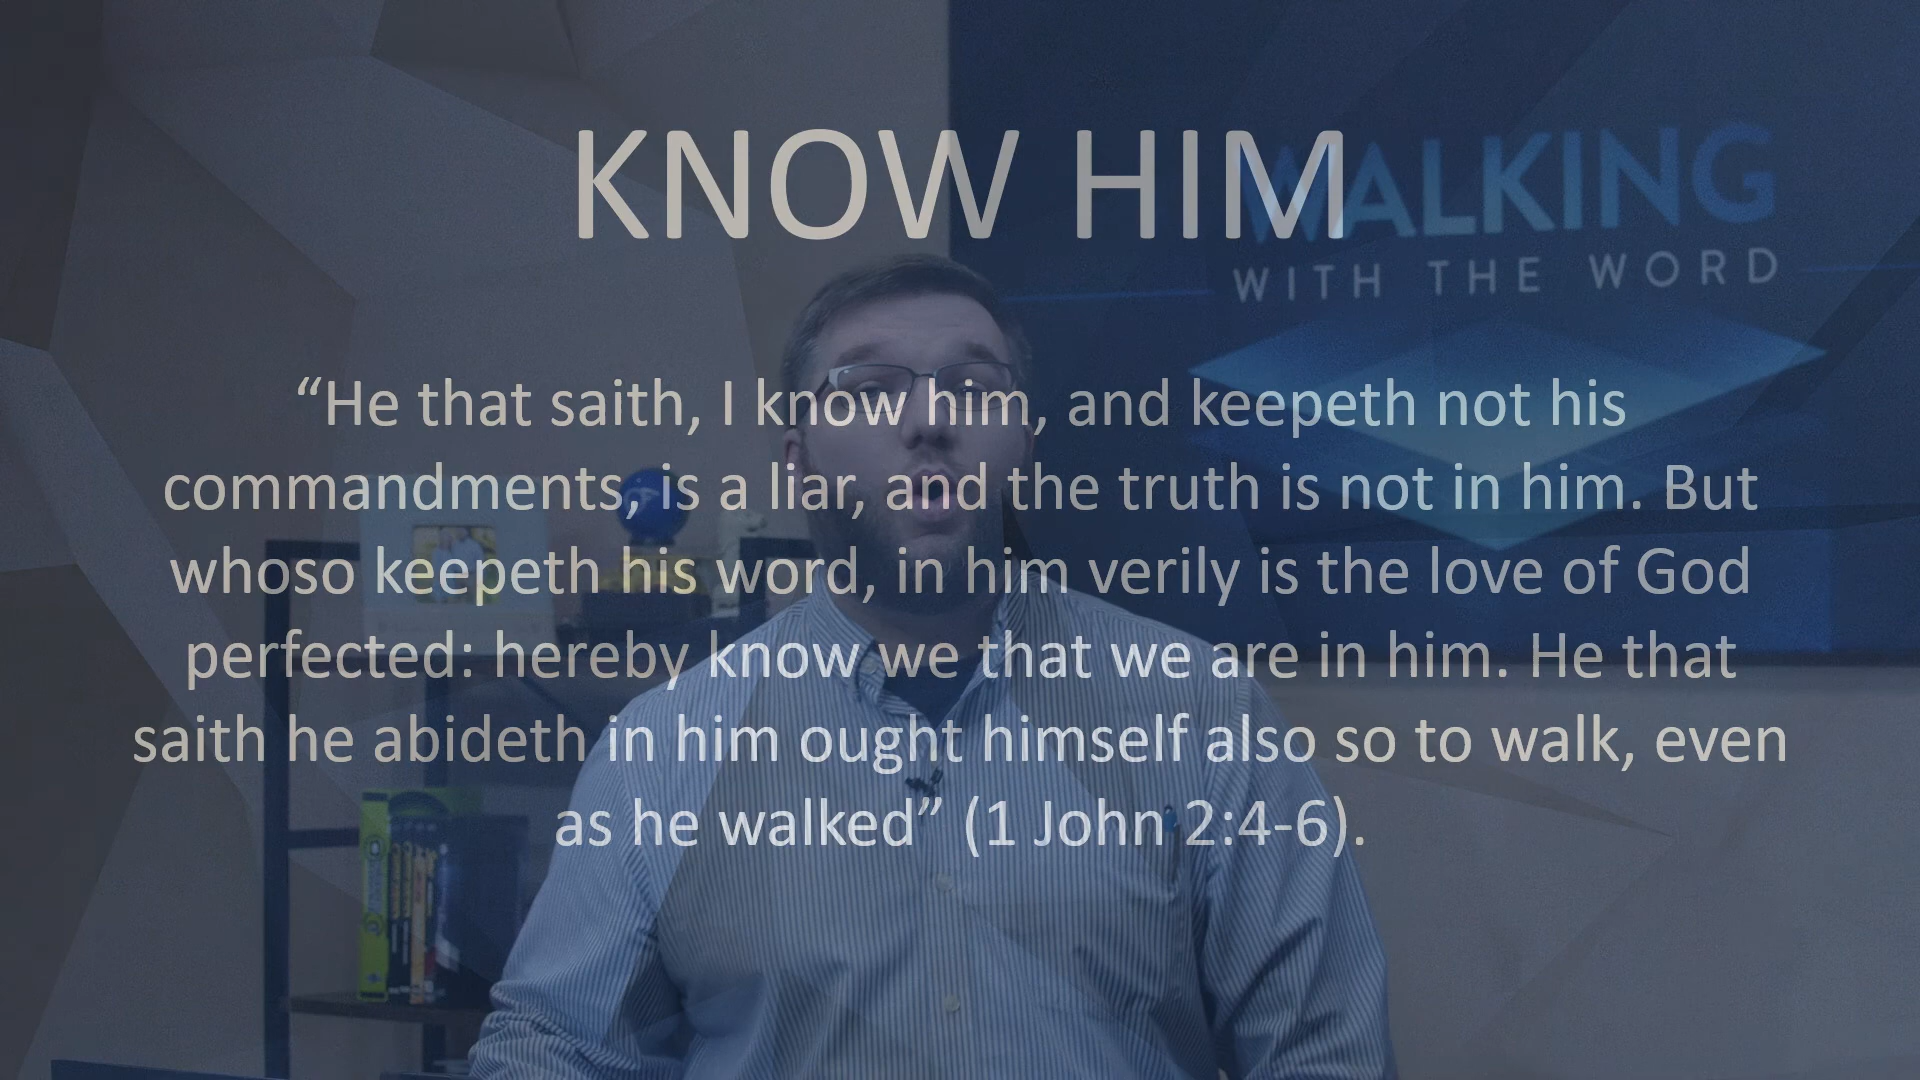 KNOW HIM
WALKING
WITH THE WORD
“He that saith, I know him, and keepeth not his
commandments, is a liar, and the truth is not in him. But
whoso keepeth his word, in him verily is the love of God
perfected: hereby know we that we are in him. He that
saith he abideth in him ought himself also so to walk, even
as he walked” (1 John 2:4-6).